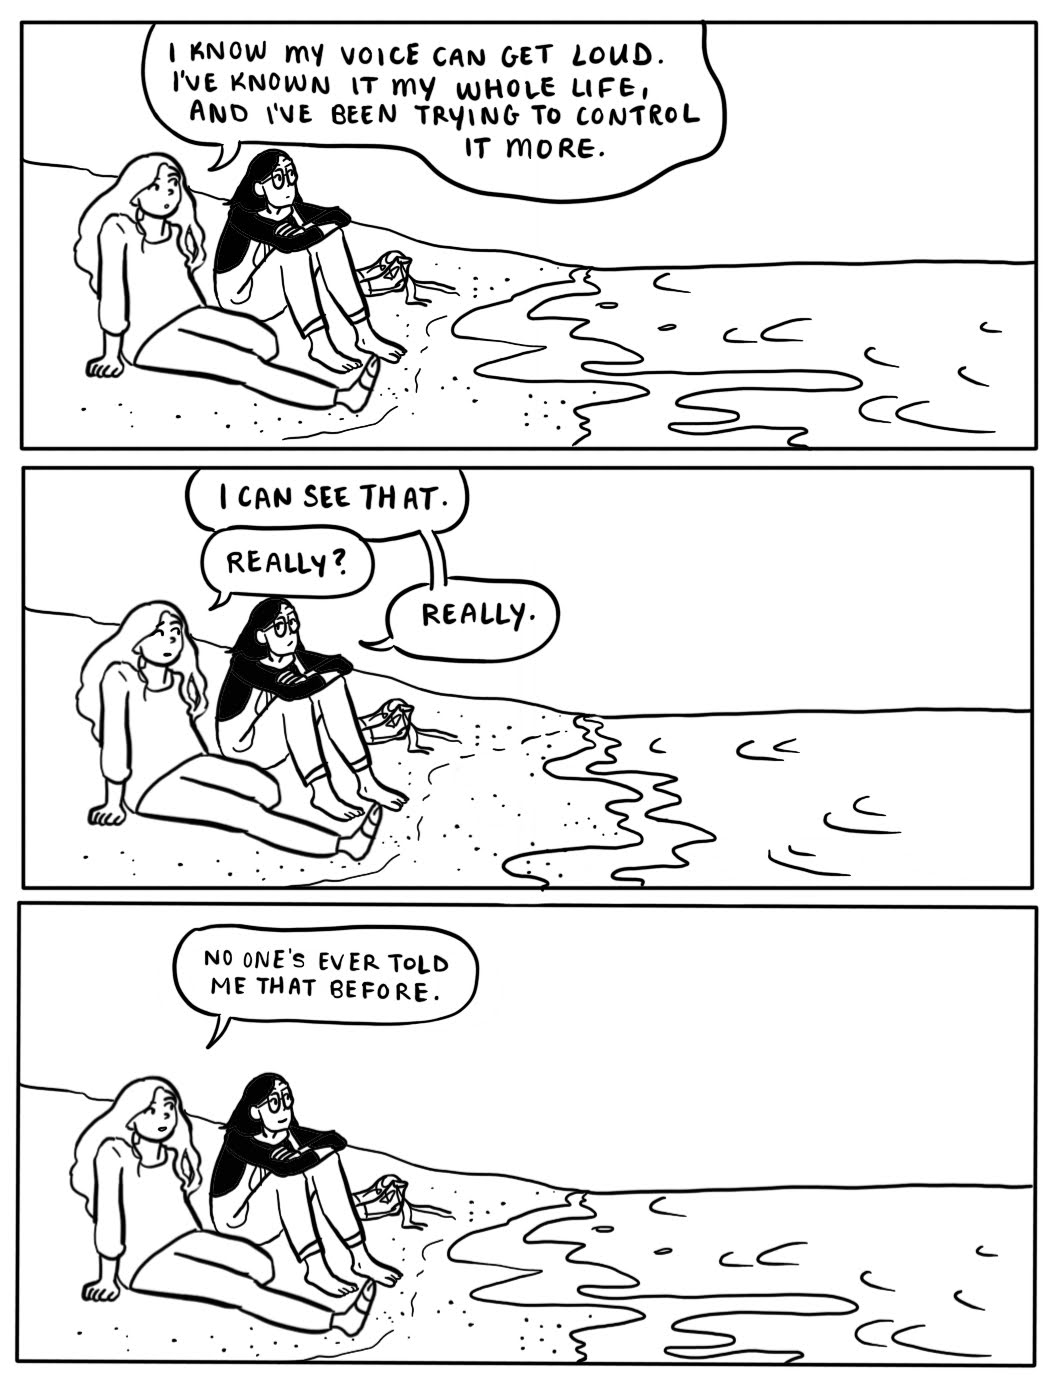 I KNOW MY VOICE CAN GET LOUD.
I'VE KNOWN IT MY WHOLE LIFE,
AND I'VE BEEN TRYING TO CONTROL
IT MORE.
I CAN SEE THAT.
REALLY?
REALLY.
NO ONE'S EVER TOLD
ME THAT BEFORE.